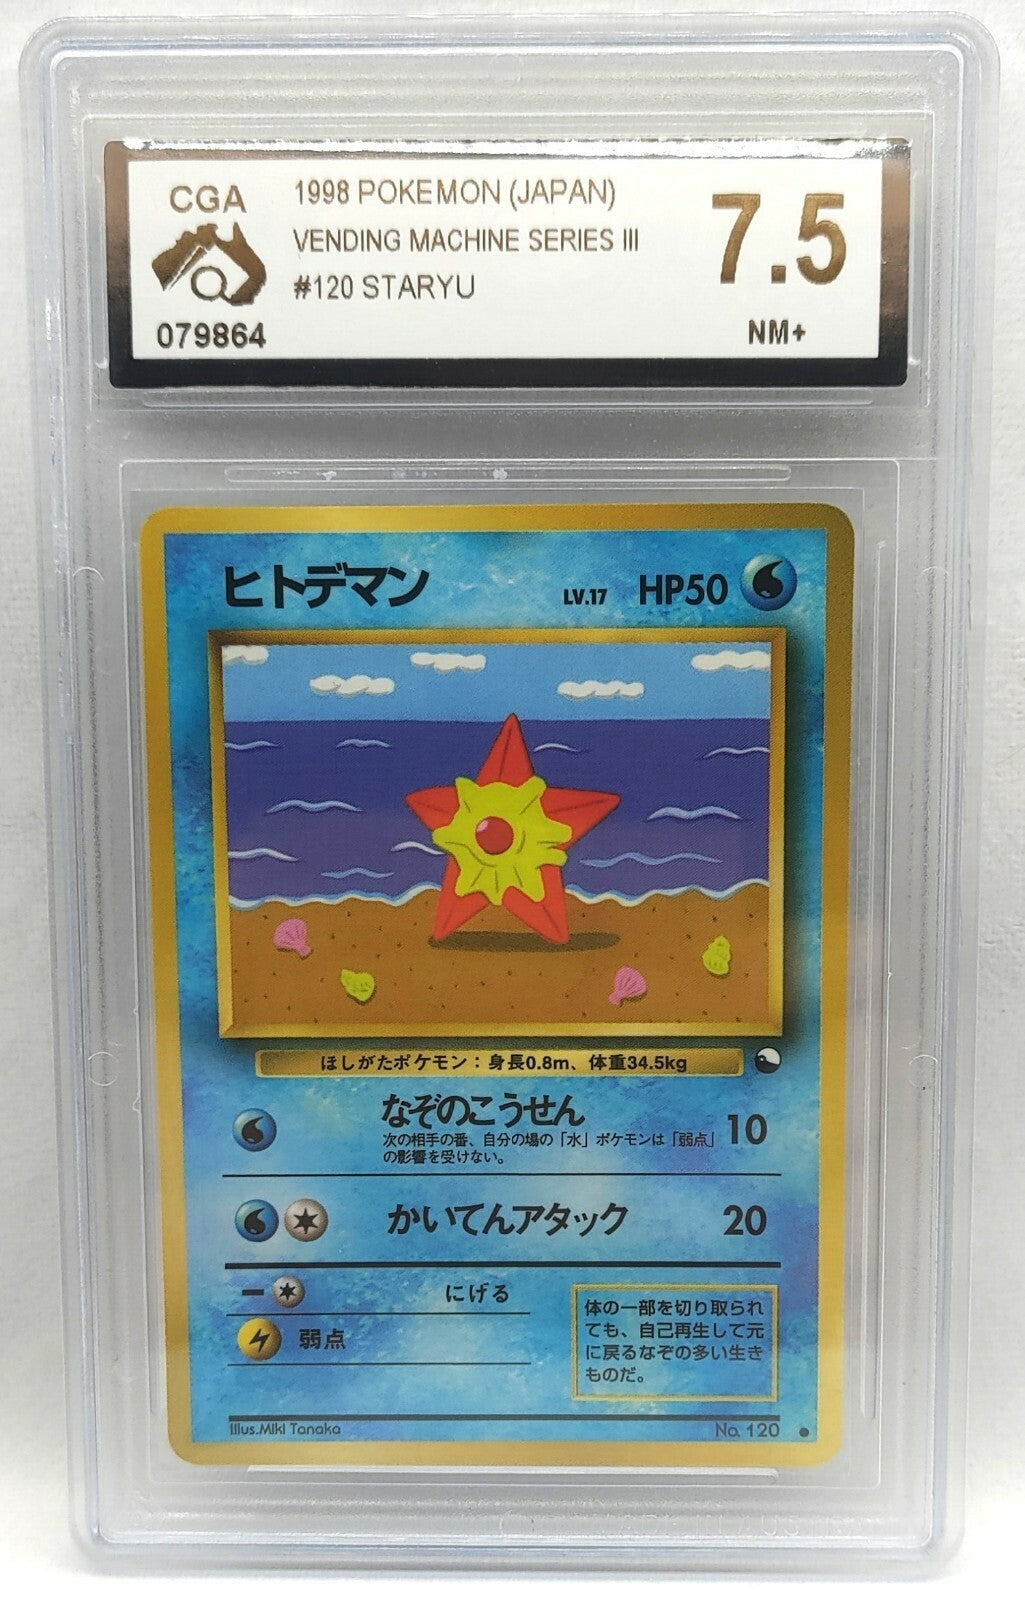 CGA
079864
1998 POKEMON (JAPAN)
VENDING MACHINE SERIES III
#120 STARYU
7.5
NM+
ヒトデマン LV.17 HP50
ほしがたポケモン：身長0.8m、体重34.5kg
なぞのこうせん 10
次の相手の番、自分の場の「水」ポケモンは「弱点」
の影響を受けない。
かいてんアタック 20
にげる
弱点
体の一部を切り取られ
ても、自己再生して元
に戻るなぞの多い生き
ものだ。
Illus.Miki Tanaka
No. 120